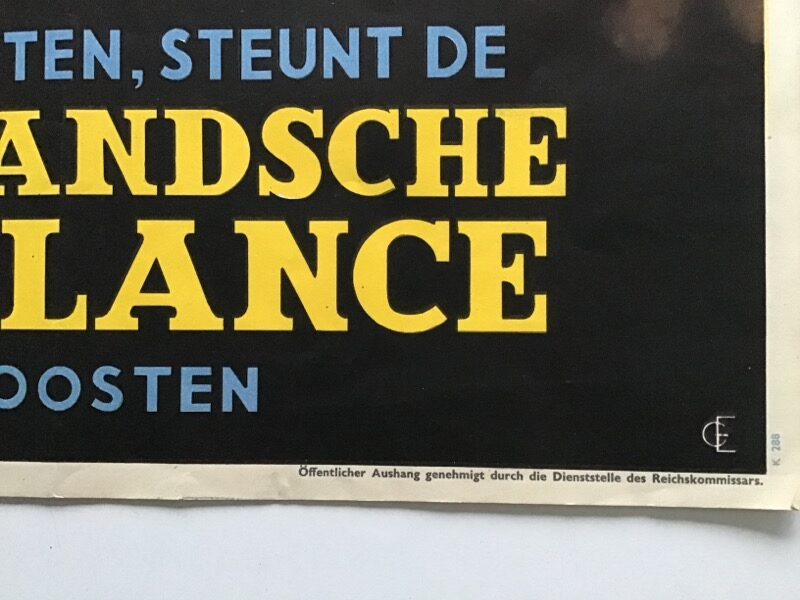 TEN, STEUNT DE
ANDSCHE
LANCE
OOSTEN
K 288
Öffentlicher Aushang genehmigt durch die Dienststelle des Reichskommissars.